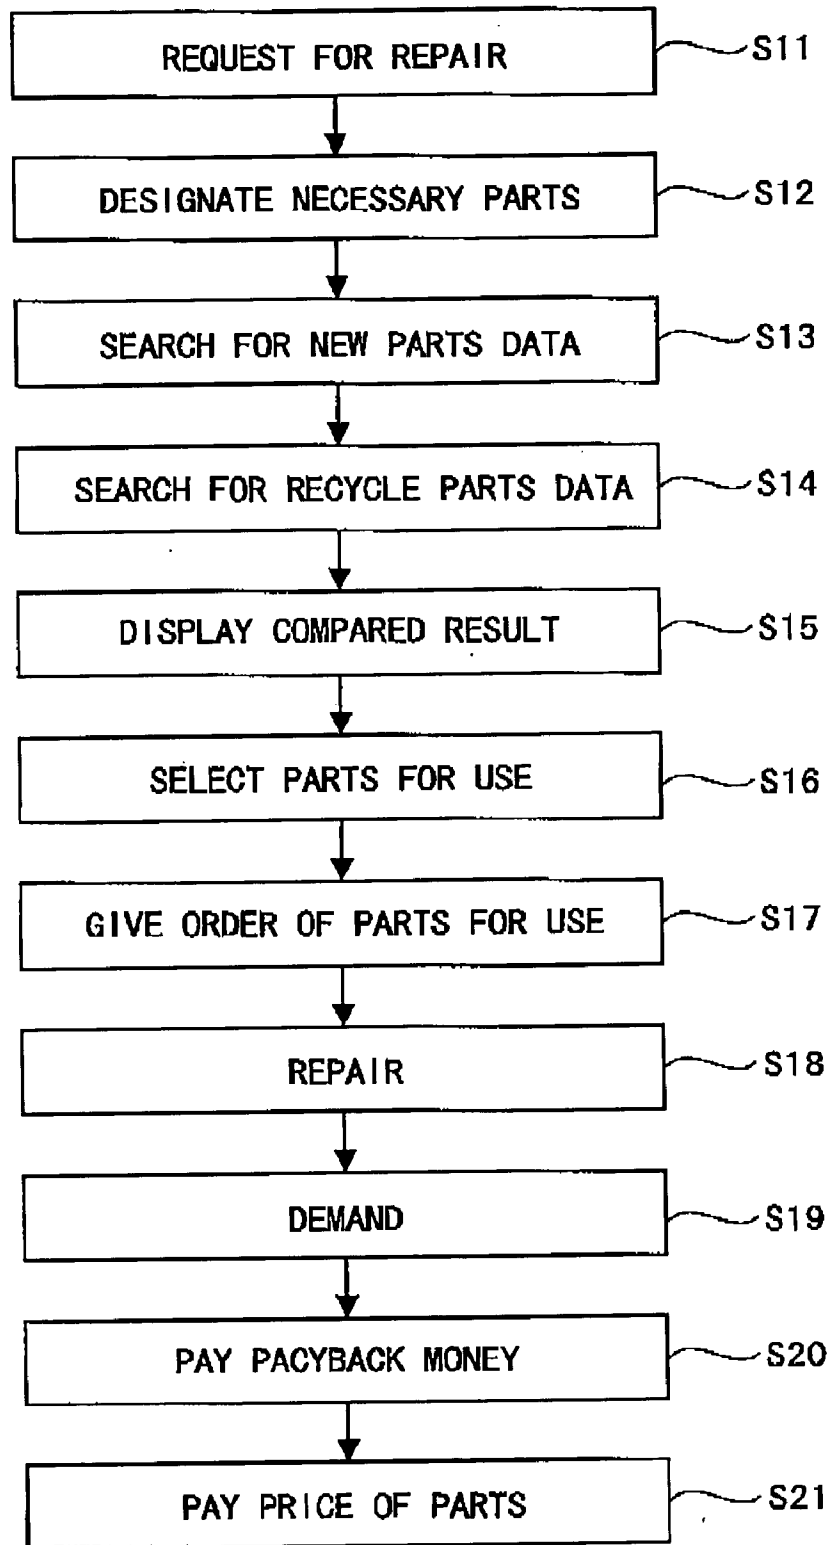 REQUEST FOR REPAIR S11
DESIGNATE NECESSARY PARTS S12
SEARCH FOR NEW PARTS DATA S13
SEARCH FOR RECYCLE PARTS DATA S14
DISPLAY COMPARED RESULT S15
SELECT PARTS FOR USE S16
GIVE ORDER OF PARTS FOR USE S17
REPAIR S18
DEMAND S19
PAY PACYBACK MONEY S20
PAY PRICE OF PARTS S21